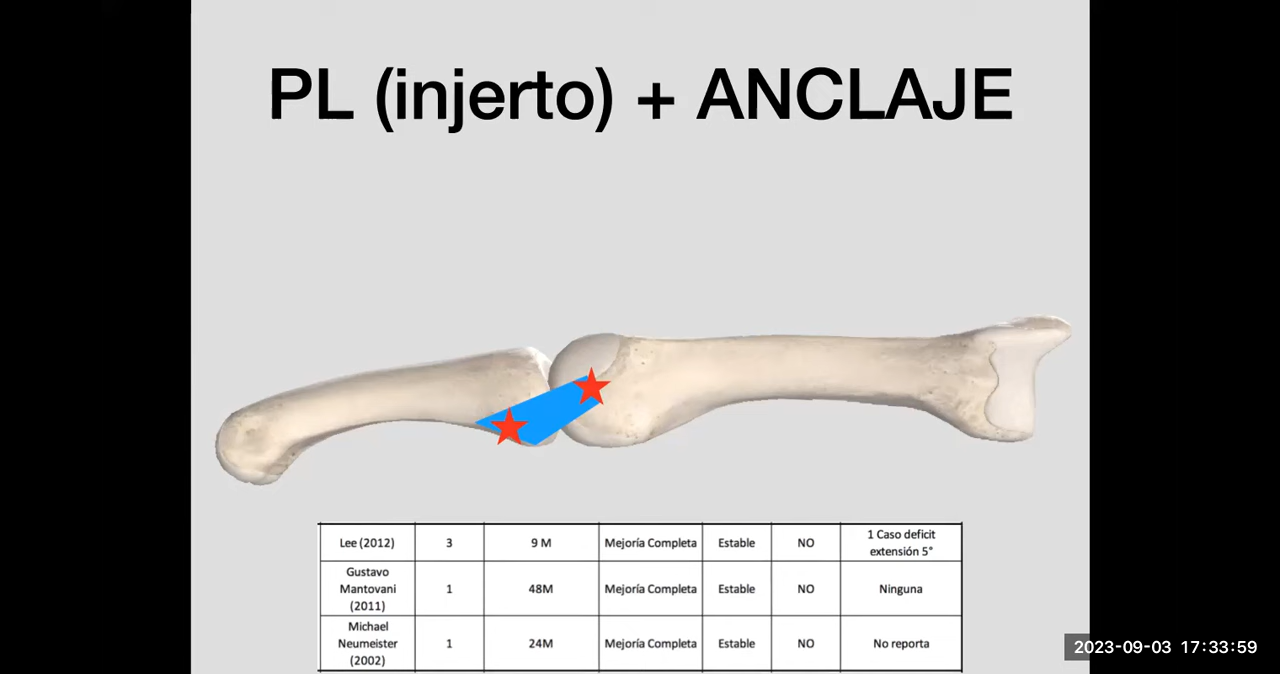 PL (injerto) + ANCLAJE
Lee (2012) 3 9 M Mejoría Completa Estable NO 1 Caso deficit
extensión 5°
Gustavo
Mantovani 1 48M Mejoría Completa Estable NO Ninguna
(2011)
Michael
Neumeister 1 24M Mejoría Completa Estable NO No reporta
(2002)
2023-09-03 17:33:59